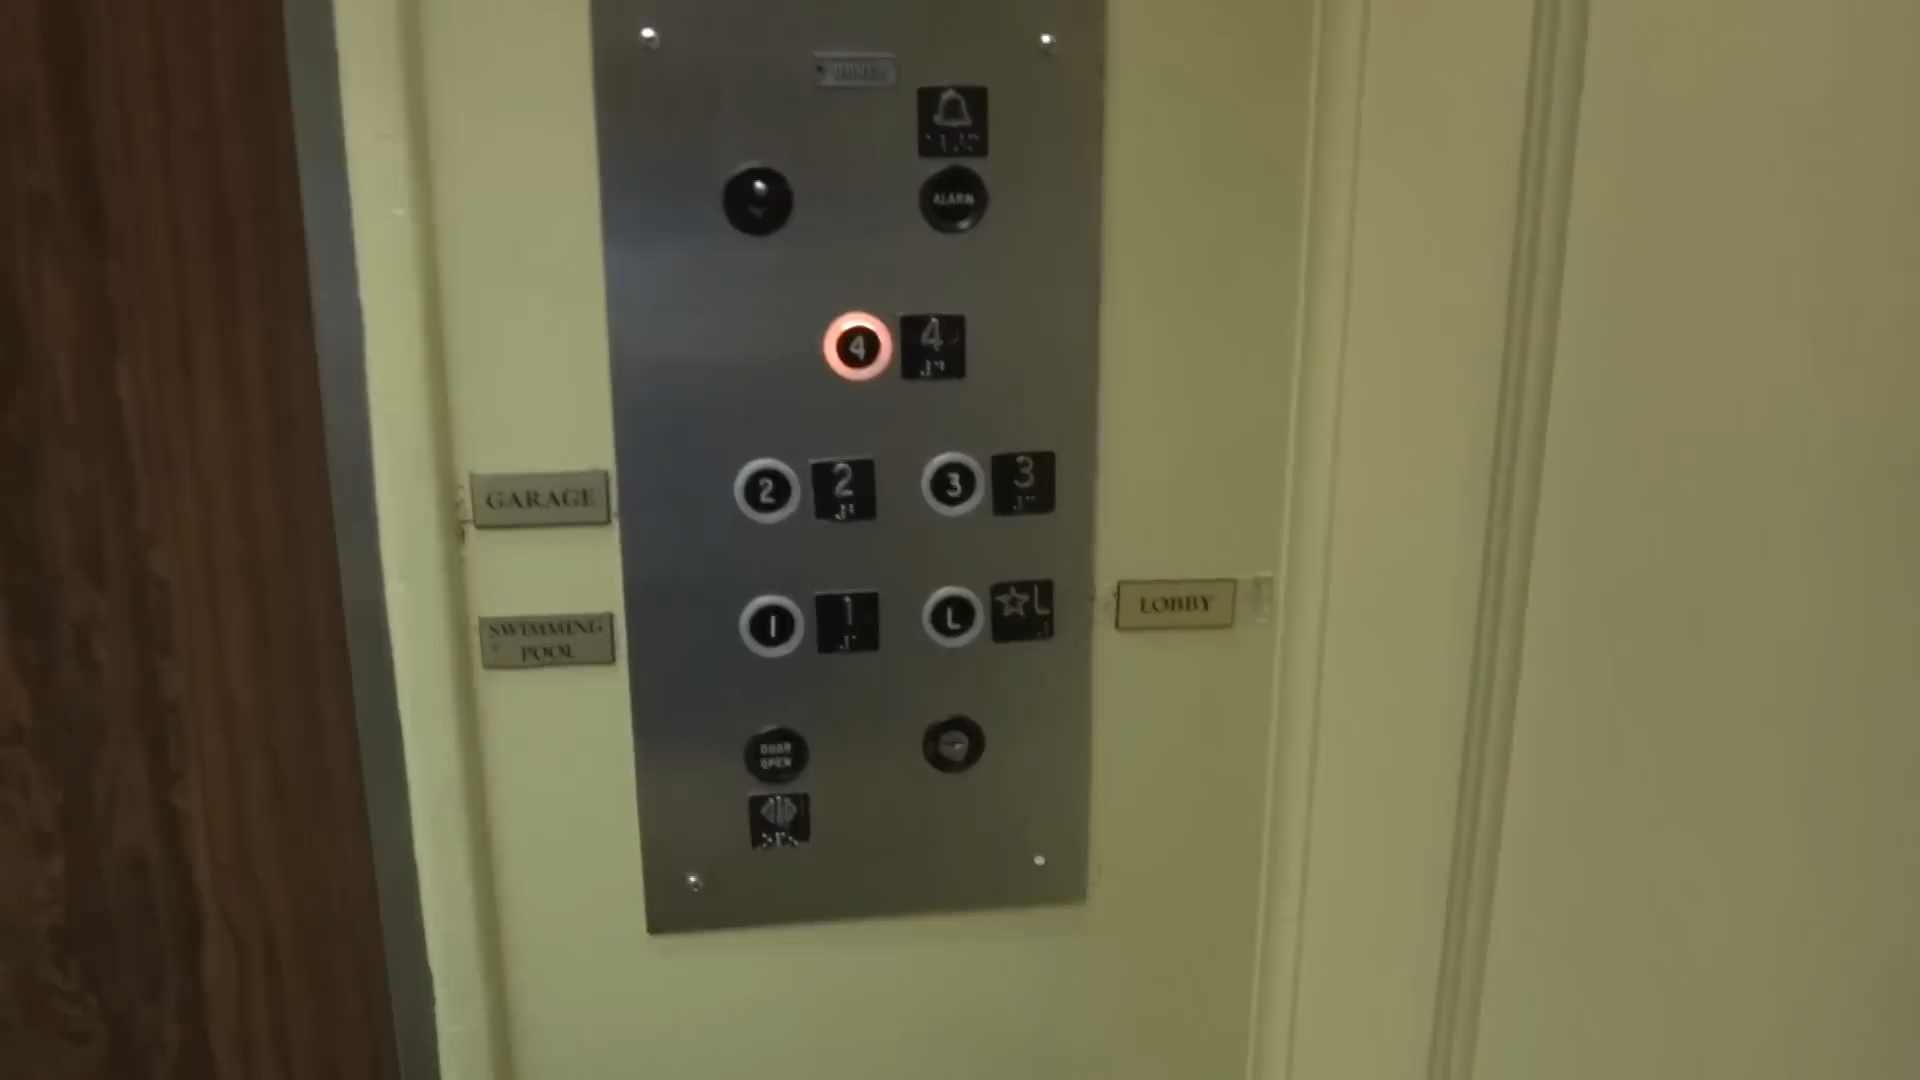 ALARM
4 4
GARAGE
2 2 3 3
SWIMMING
POOL
1 1 L ☆L
LOBBY
DOOR
OPEN